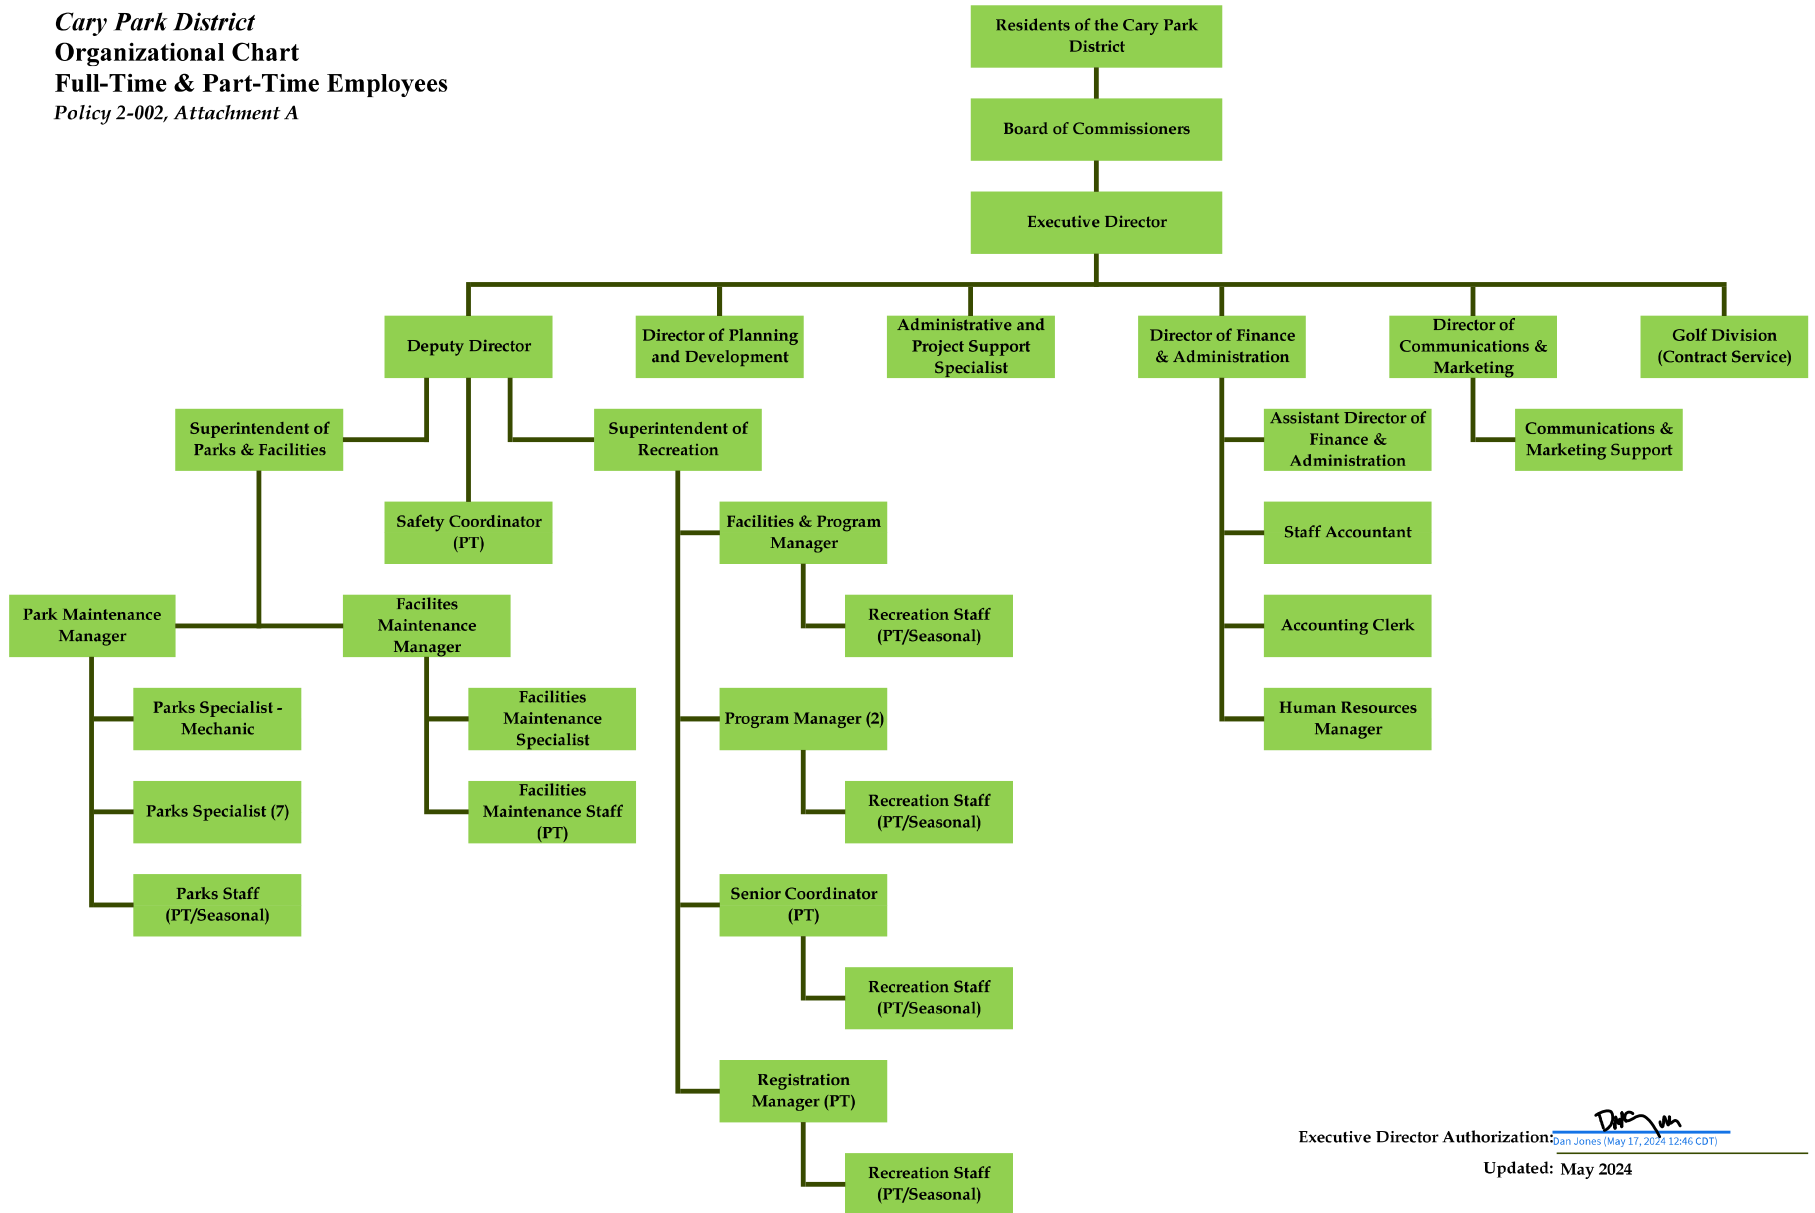 Cary Park District
Organizational Chart
Full-Time & Part-Time Employees
Policy 2-002, Attachment A
Residents of the Cary Park
District
Board of Commissioners
Executive Director
Deputy Director
Director of Planning
and Development
Administrative and
Project Support
Specialist
Director of Finance
& Administration
Director of
Communications &
Marketing
Golf Division
(Contract Service)
Superintendent of
Parks & Facilities
Superintendent of
Recreation
Assistant Director of
Finance &
Administration
Communications &
Marketing Support
Safety Coordinator
(PT)
Facilities & Program
Manager
Staff Accountant
Park Maintenance
Manager
Facilites
Maintenance
Manager
Recreation Staff
(PT/Seasonal)
Accounting Clerk
Parks Specialist -
Mechanic
Facilities
Maintenance
Specialist
Program Manager (2)
Human Resources
Manager
Parks Specialist (7)
Facilities
Maintenance Staff
(PT)
Recreation Staff
(PT/Seasonal)
Parks Staff
(PT/Seasonal)
Senior Coordinator
(PT)
Recreation Staff
(PT/Seasonal)
Registration
Manager (PT)
Recreation Staff
(PT/Seasonal)
Executive Director Authorization:
Dan Jones (May 17, 2024 12:46 CDT)
Updated: May 2024